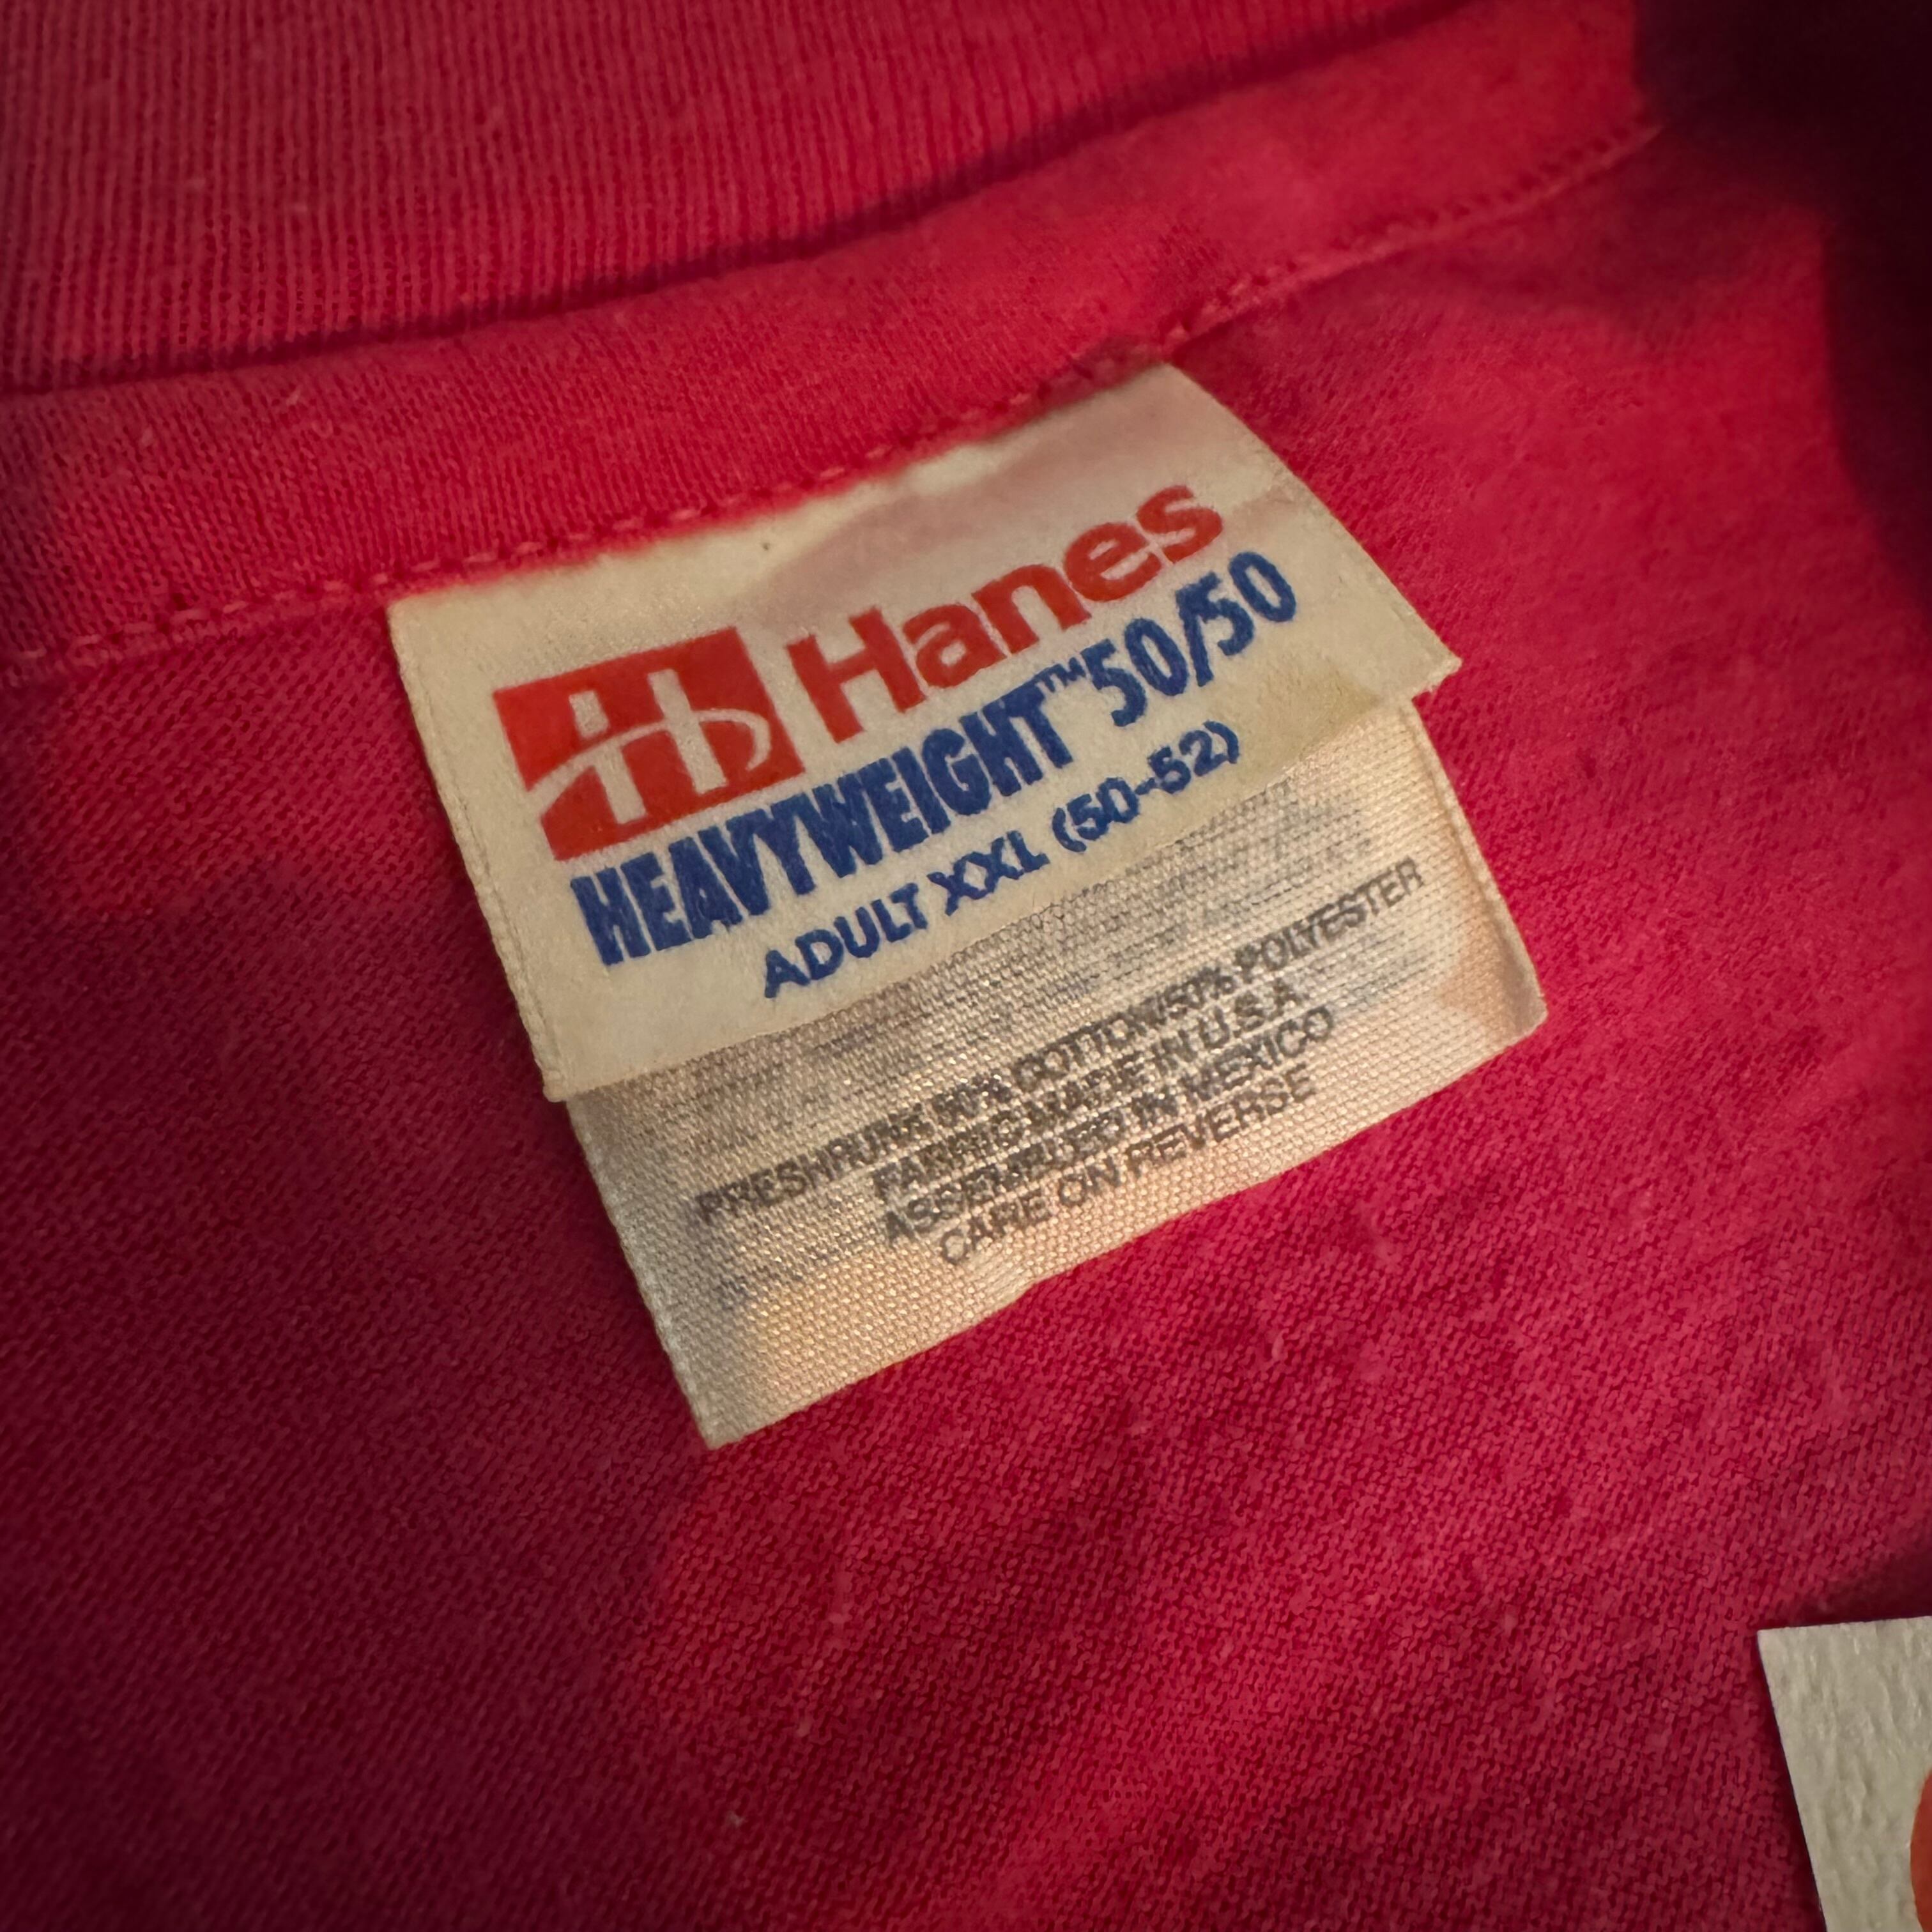 Hanes
HEAVYWEIGHT™ 50/50
ADULT XXL (50-52)
PRESHRUNK 50% COTTON/50% POLYESTER
FABRIC MADE IN U.S.A.
ASSEMBLED IN MEXICO
CARE ON REVERSE